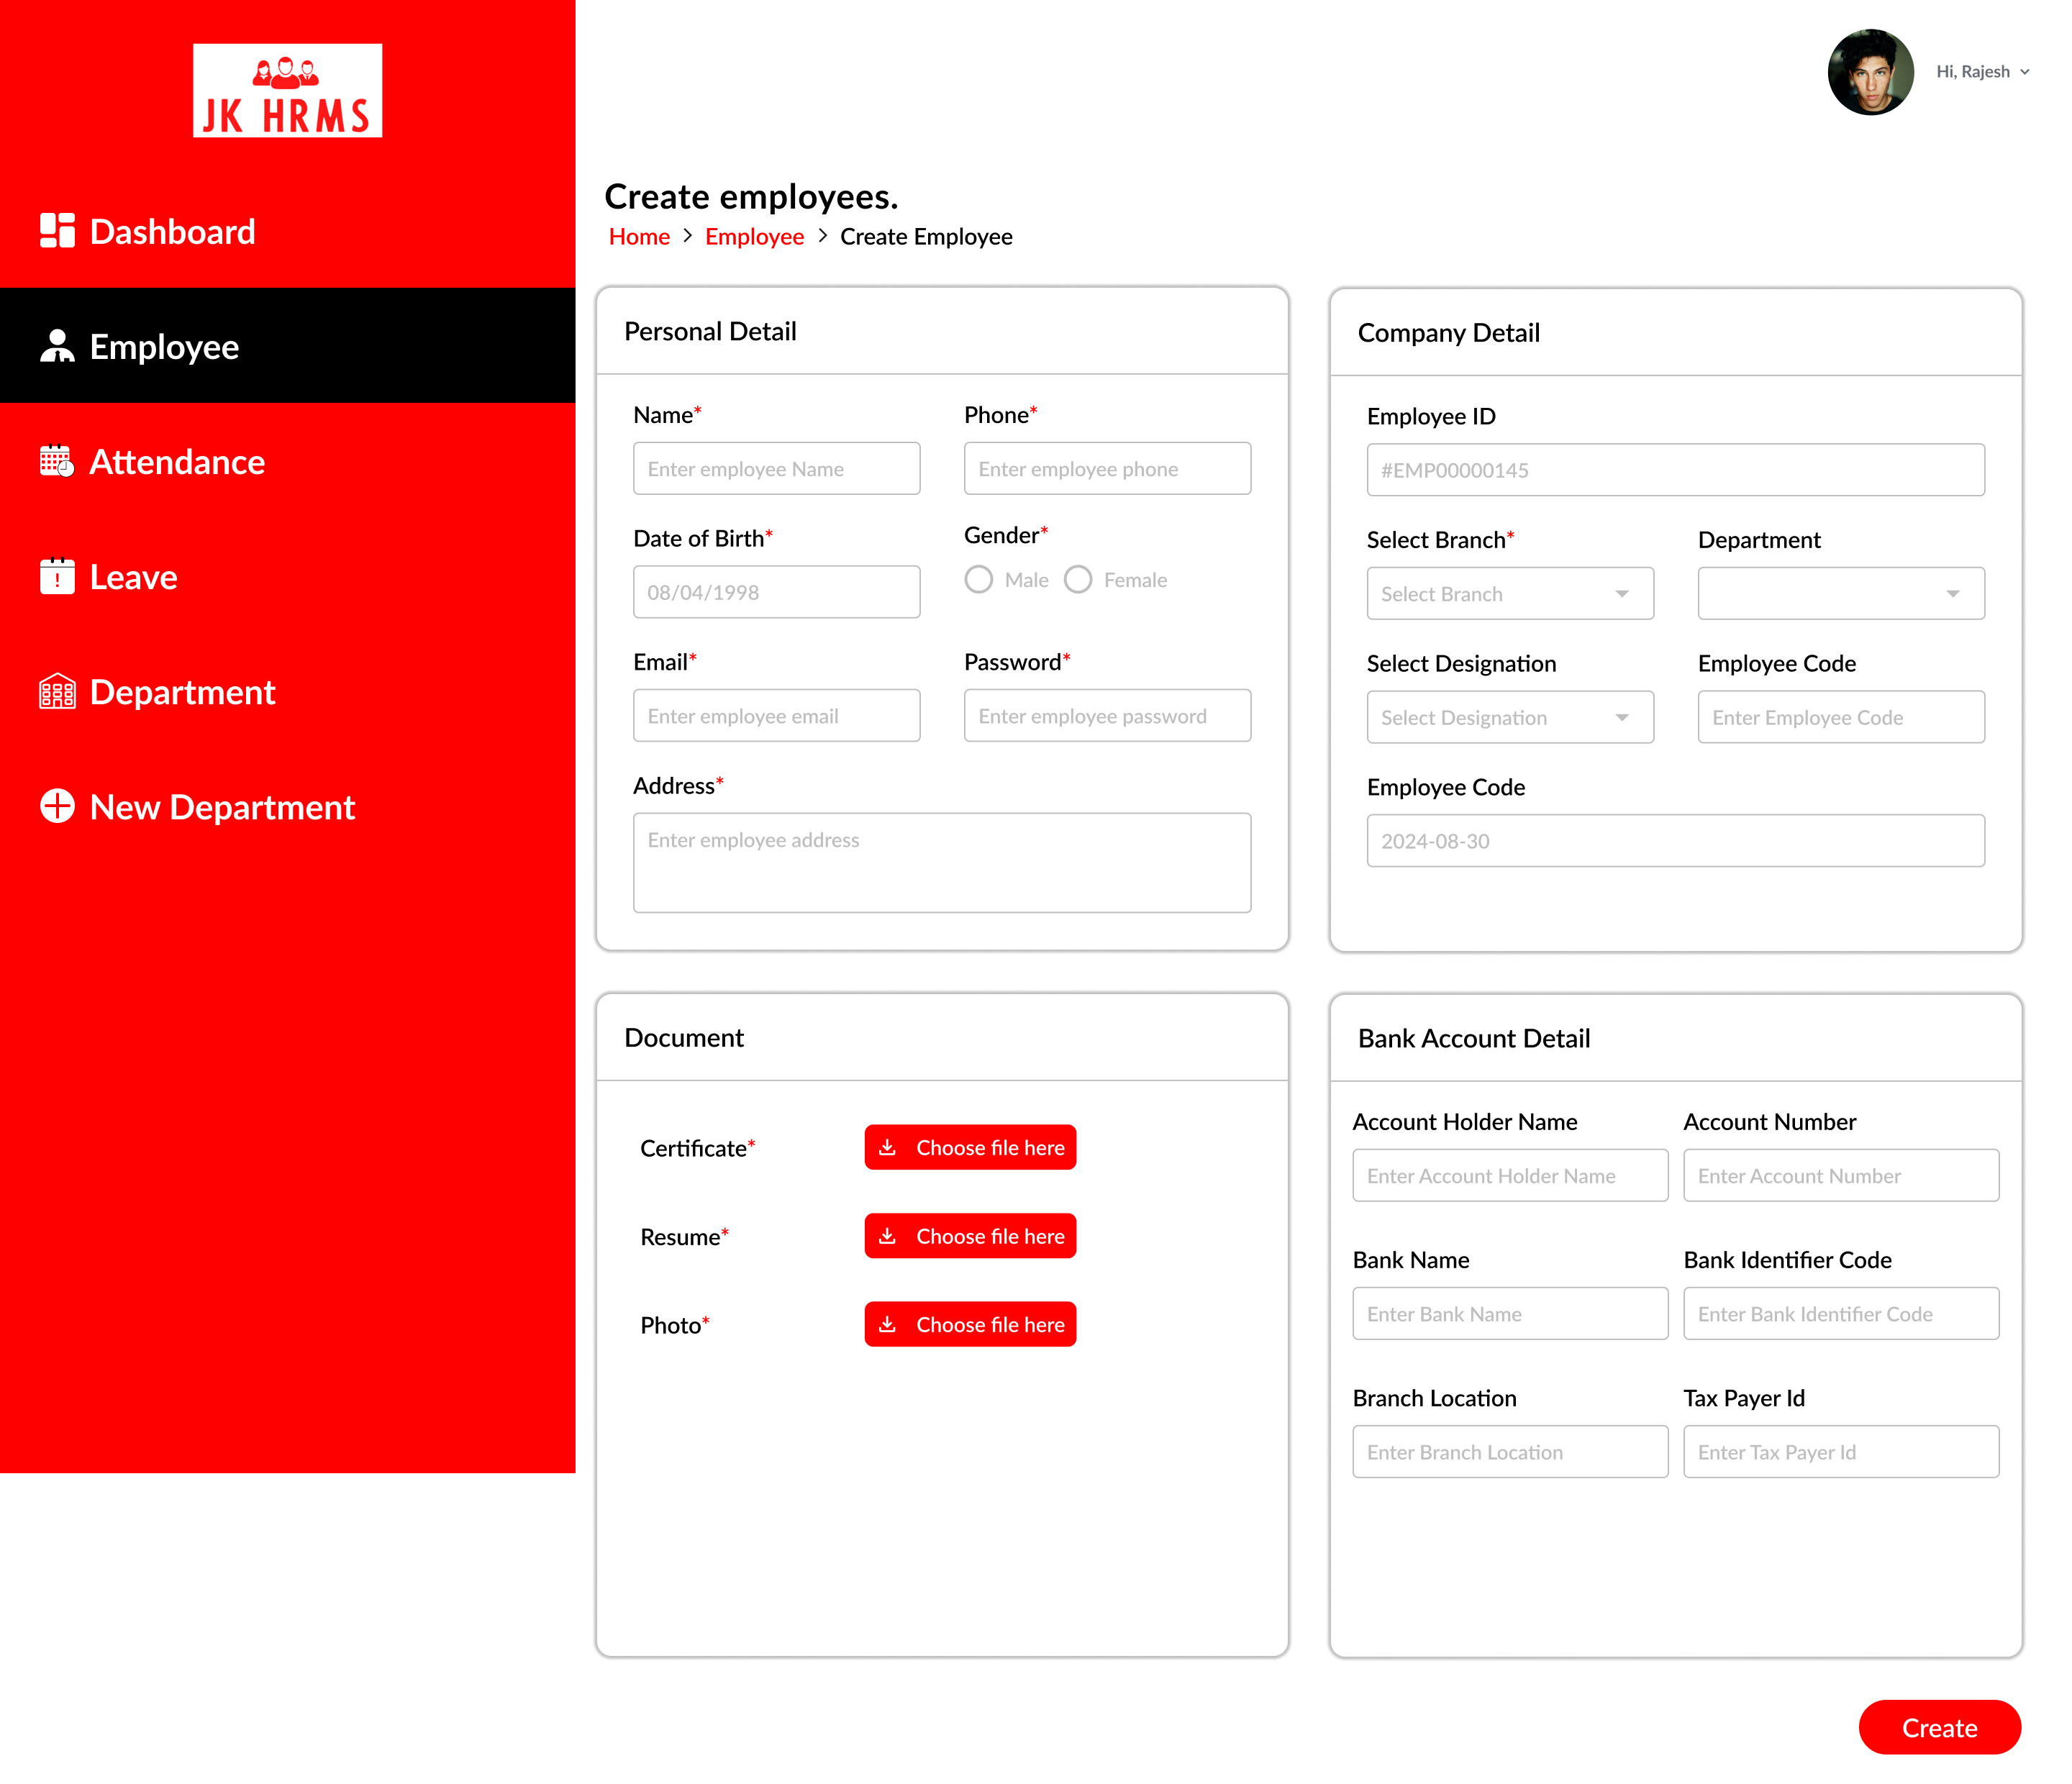 JK HRMS
Hi, Rajesh
Dashboard
Employee
Attendance
Leave
Department
New Department
Create employees.
Home > Employee > Create Employee
Personal Detail
Name* Phone*
Enter employee Name Enter employee phone
Date of Birth* Gender*
08/04/1998 Male Female
Email* Password*
Enter employee email Enter employee password
Address*
Enter employee address
Company Detail
Employee ID
#EMP00000145
Select Branch* Department
Select Branch
Select Designation Employee Code
Select Designation Enter Employee Code
Employee Code
2024-08-30
Document
Certificate* Choose file here
Resume* Choose file here
Photo* Choose file here
Bank Account Detail
Account Holder Name Account Number
Enter Account Holder Name Enter Account Number
Bank Name Bank Identifier Code
Enter Bank Name Enter Bank Identifier Code
Branch Location Tax Payer Id
Enter Branch Location Enter Tax Payer Id
Create